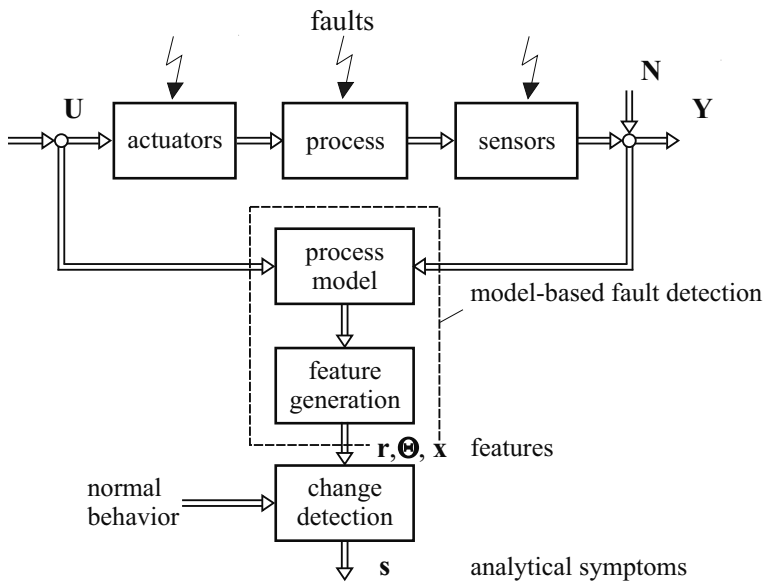 faults
U
N
Y
actuators
process
sensors
process
model
model-based fault detection
feature
generation
r,Θ, x features
normal
behavior
change
detection
s analytical symptoms